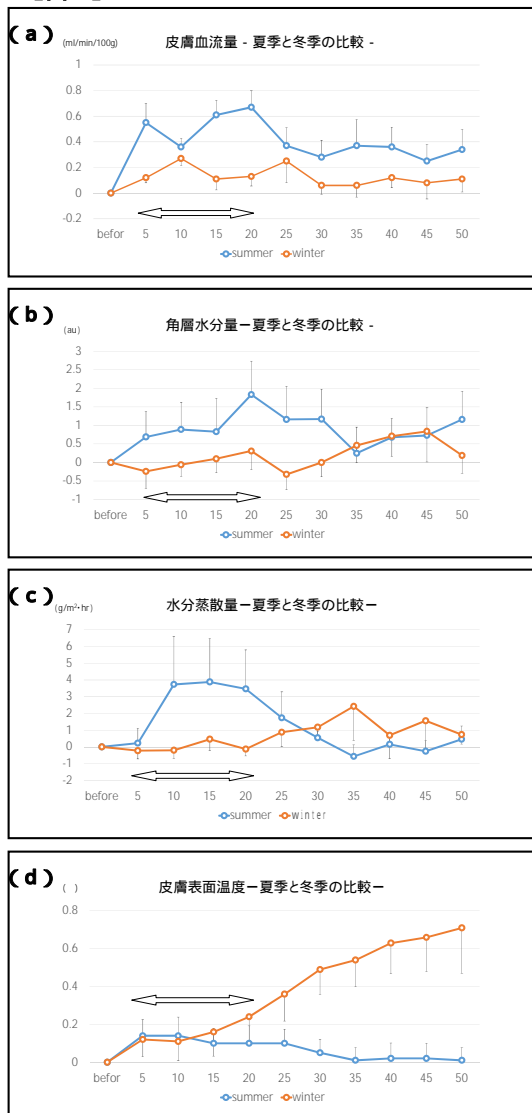 (a) (ml/min/100g) 皮膚血流量 - 夏季と冬季の比較 -
1
0.8
0.6
0.4
0.2
0
-0.2
befor 5 10 15 20 25 30 35 40 45 50
summer winter
(b) (au) 角層水分量ー夏季と冬季の比較 -
3
2.5
2
1.5
1
0.5
0
-0.5
-1
before 5 10 15 20 25 30 35 40 45 50
summer winter
(c) (g/m²・hr) 水分蒸散量ー夏季と冬季の比較ー
7
6
5
4
3
2
1
0
-1
-2
before 5 10 15 20 25 30 35 40 45 50
summer winter
(d) ( ) 皮膚表面温度ー夏季と冬季の比較ー
0.8
0.6
0.4
0.2
0
befor 5 10 15 20 25 30 35 40 45 50
summer winter